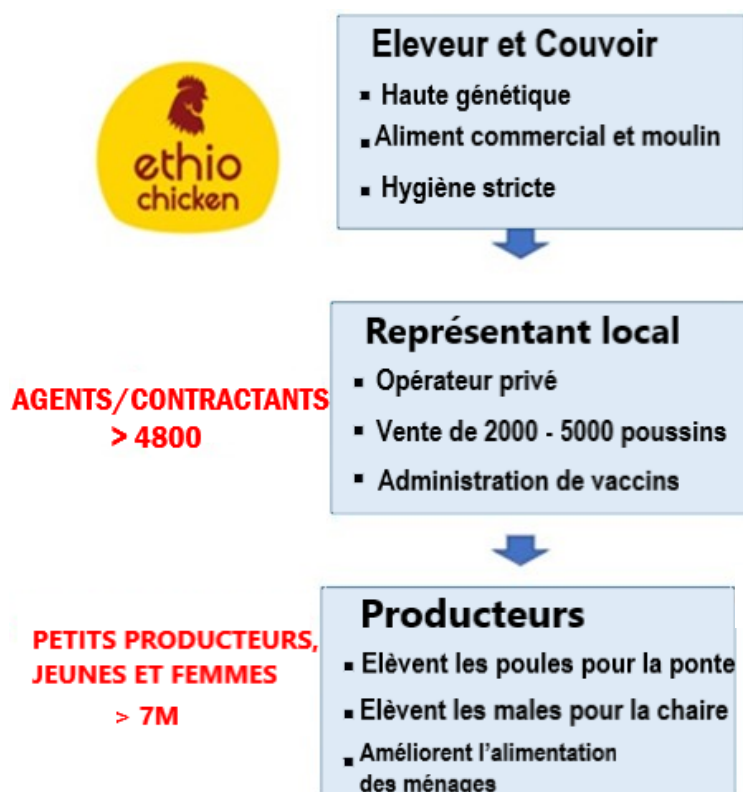 ethio
chicken
Eleveur et Couvoir
▪ Haute génétique
▪ Aliment commercial et moulin
▪ Hygiène stricte
AGENTS/CONTRACTANTS
> 4800
Représentant local
▪ Opérateur privé
▪ Vente de 2000 - 5000 poussins
▪ Administration de vaccins
PETITS PRODUCTEURS,
JEUNES ET FEMMES
> 7M
Producteurs
▪ Elèvent les poules pour la ponte
▪ Elèvent les males pour la chaire
▪ Améliorent l'alimentation
des ménages